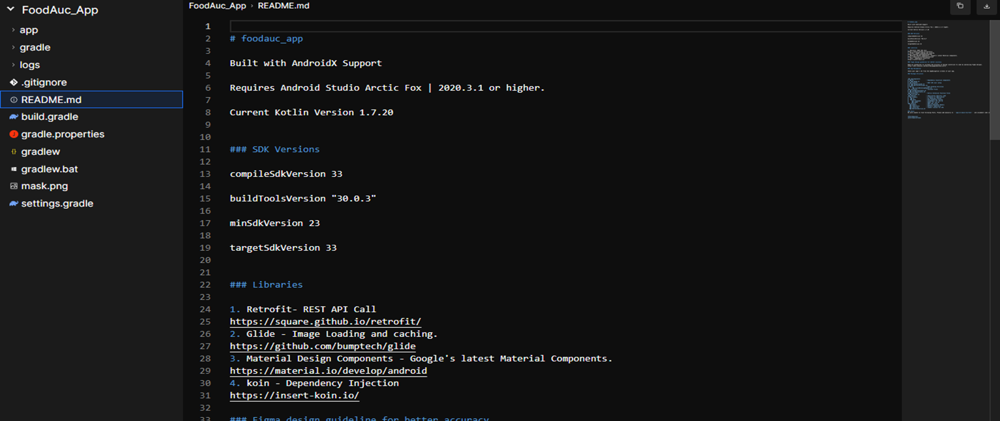 FoodAuc_App
app
gradle
logs
.gitignore
README.md
build.gradle
gradle.properties
gradlew
gradlew.bat
mask.png
settings.gradle
FoodAuc_App › README.md
1
2 # foodauc_app
3
4 Built with AndroidX Support
5
6 Requires Android Studio Arctic Fox | 2020.3.1 or higher.
7
8 Current Kotlin Version 1.7.20
9
10
11 ### SDK Versions
12
13 compileSdkVersion 33
14
15 buildToolsVersion "30.0.3"
16
17 minSdkVersion 23
18
19 targetSdkVersion 33
20
21
22 ### Libraries
23
24 1. Retrofit- REST API Call
25 https://square.github.io/retrofit/
26 2. Glide - Image Loading and caching.
27 https://github.com/bumptech/glide
28 3. Material Design Components - Google's latest Material Components.
29 https://material.io/develop/android
30 4. koin - Dependency Injection
31 https://insert-koin.io/
32
33 ### Figma design guideline for better accuracy